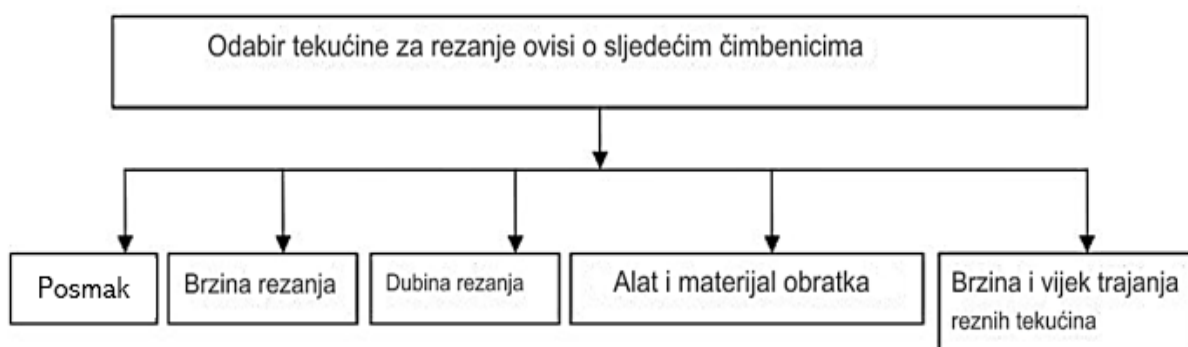 Odabir tekućine za rezanje ovisi o sljedećim čimbenicima
Posmak
Brzina rezanja
Dubina rezanja
Alat i materijal obratka
Brzina i vijek trajanja
reznih tekućina